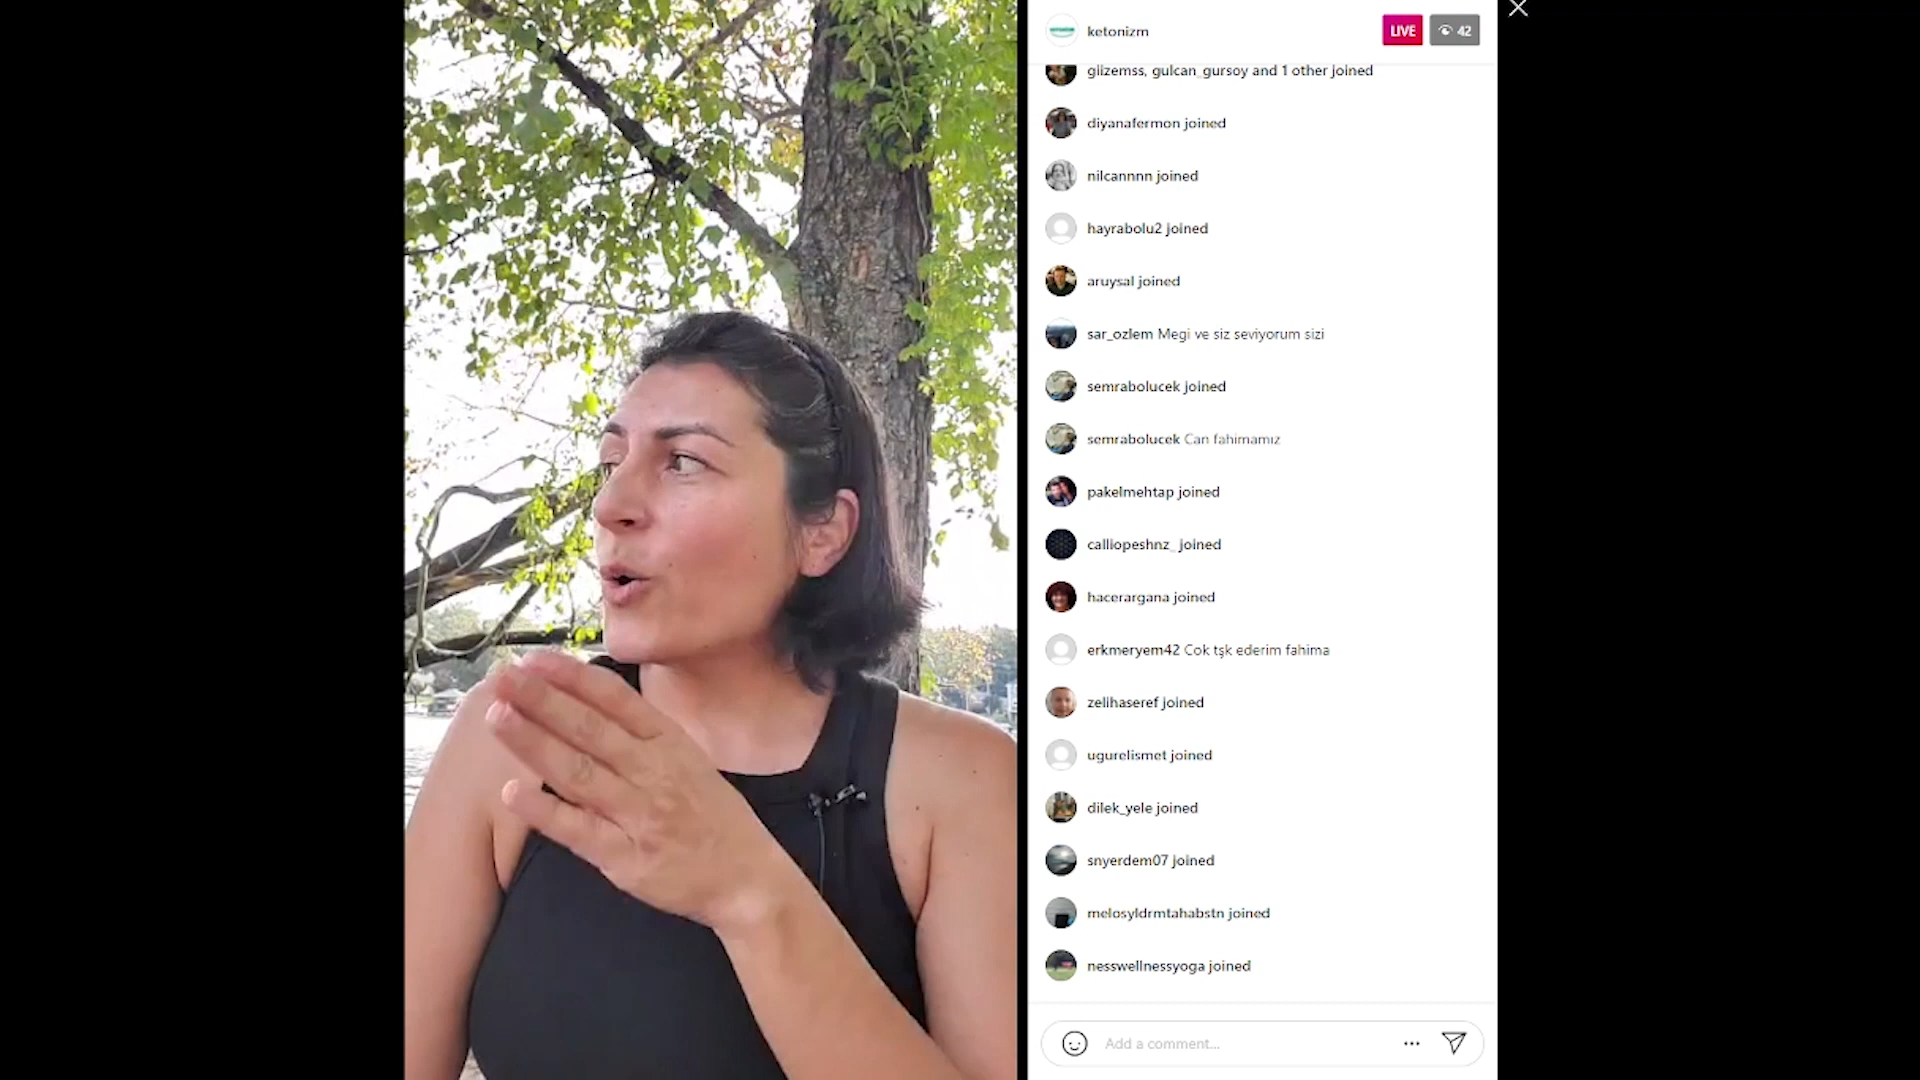 ketonizm
LIVE
42
glizemss, gulcan_gursoy and 1 other joined
diyanafermon joined
nilcannnn joined
hayrabolu2 joined
aruysal joined
sar_ozlem Megi ve siz seviyorum sizi
semrabolucek joined
semrabolucek Can fahimamız
pakelmehtap joined
calliopeshnz_ joined
hacerargana joined
erkmeryem42 Cok tşk ederim fahima
zelihaseref joined
ugurelismet joined
dilek_yele joined
snyerdem07 joined
melosyldrmtahabstn joined
nesswellnessyoga joined
Add a comment...